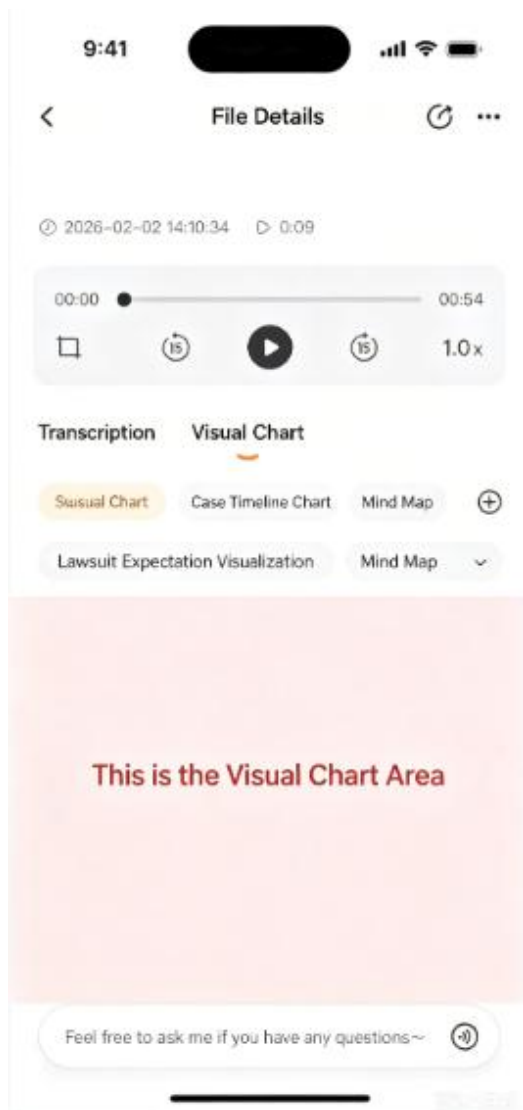 9:41
File Details
2026-02-02 14:10:34 0:09
00:00 00:54
15 15 1.0x
Transcription Visual Chart
Swsual Chart Case Timeline Chart Mind Map
Lawsuit Expectation Visualization Mind Map
This is the Visual Chart Area
Feel free to ask me if you have any questions~